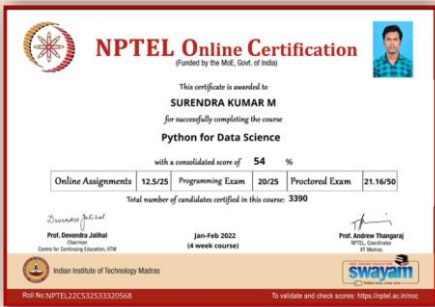 NPTEL Online Certification
(Funded by the MoE, Govt. of India)
This certificate is awarded to
SURENDRA KUMAR M
for successfully completing the course
Python for Data Science
with a consolidated score of 54 %
Online Assignments 12.5/25 Programming Exam 20/25 Proctored Exam 21.16/50
Total number of candidates certified in this course: 3390
Devendra Jalihal
Prof. Devendra Jalihal
Chairman
Centre for Continuing Education, IITM
Jan-Feb 2022
(4 week course)
Prof. Andrew Thangaraj
NPTEL, Coordinator
IIT Madras
Indian Institute of Technology Madras
swayam
Roll No:NPTEL22CS32S33320568
To validate and check scores: https://nptel.ac.in/noc